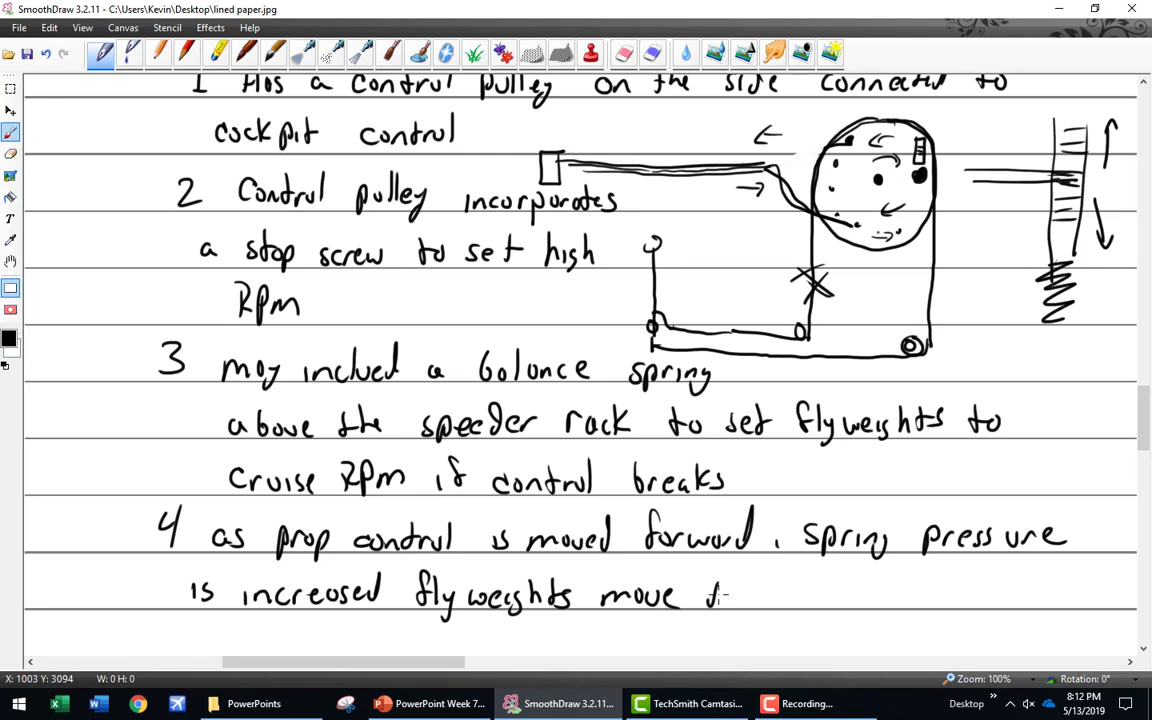 SmoothDraw 3.2.11 - C:\Users\Kevin\Desktop\lined paper.jpg
File Edit View Canvas Stencil Effects Help
1 Has a control pulley on the side connected to
cockpit control
2 Control pulley incorporates
a stop screw to set high
RPm
3 may includ a balance spring
above the speeder rack to set flyweights to
Cruise RPm if control breaks
4 as prop control is moved forward , spring pressure
is increased flyweights move
X: 1003 Y: 3094 W: 0 H: 0 Zoom: 100% Rotation: 0°
PowerPoints PowerPoint Week 7... SmoothDraw 3.2.11... TechSmith Camtasi... Recording... Desktop 8:12 PM
5/13/2019